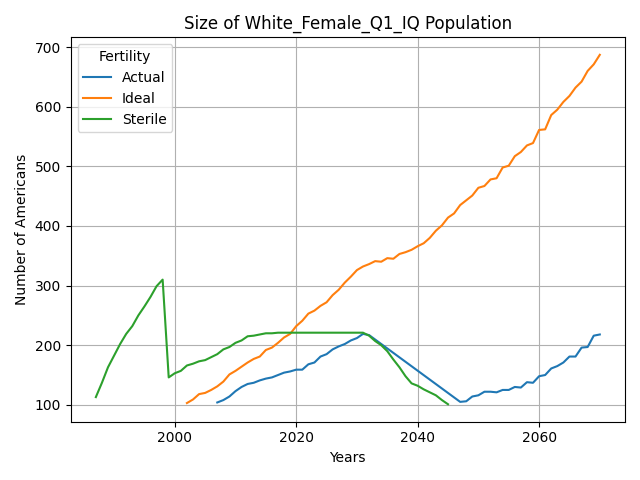 Size of White_Female_Q1_IQ Population
Fertility
Actual
Ideal
Sterile
Number of Americans
700
600
500
400
300
200
100
2000
2020
2040
2060
Years